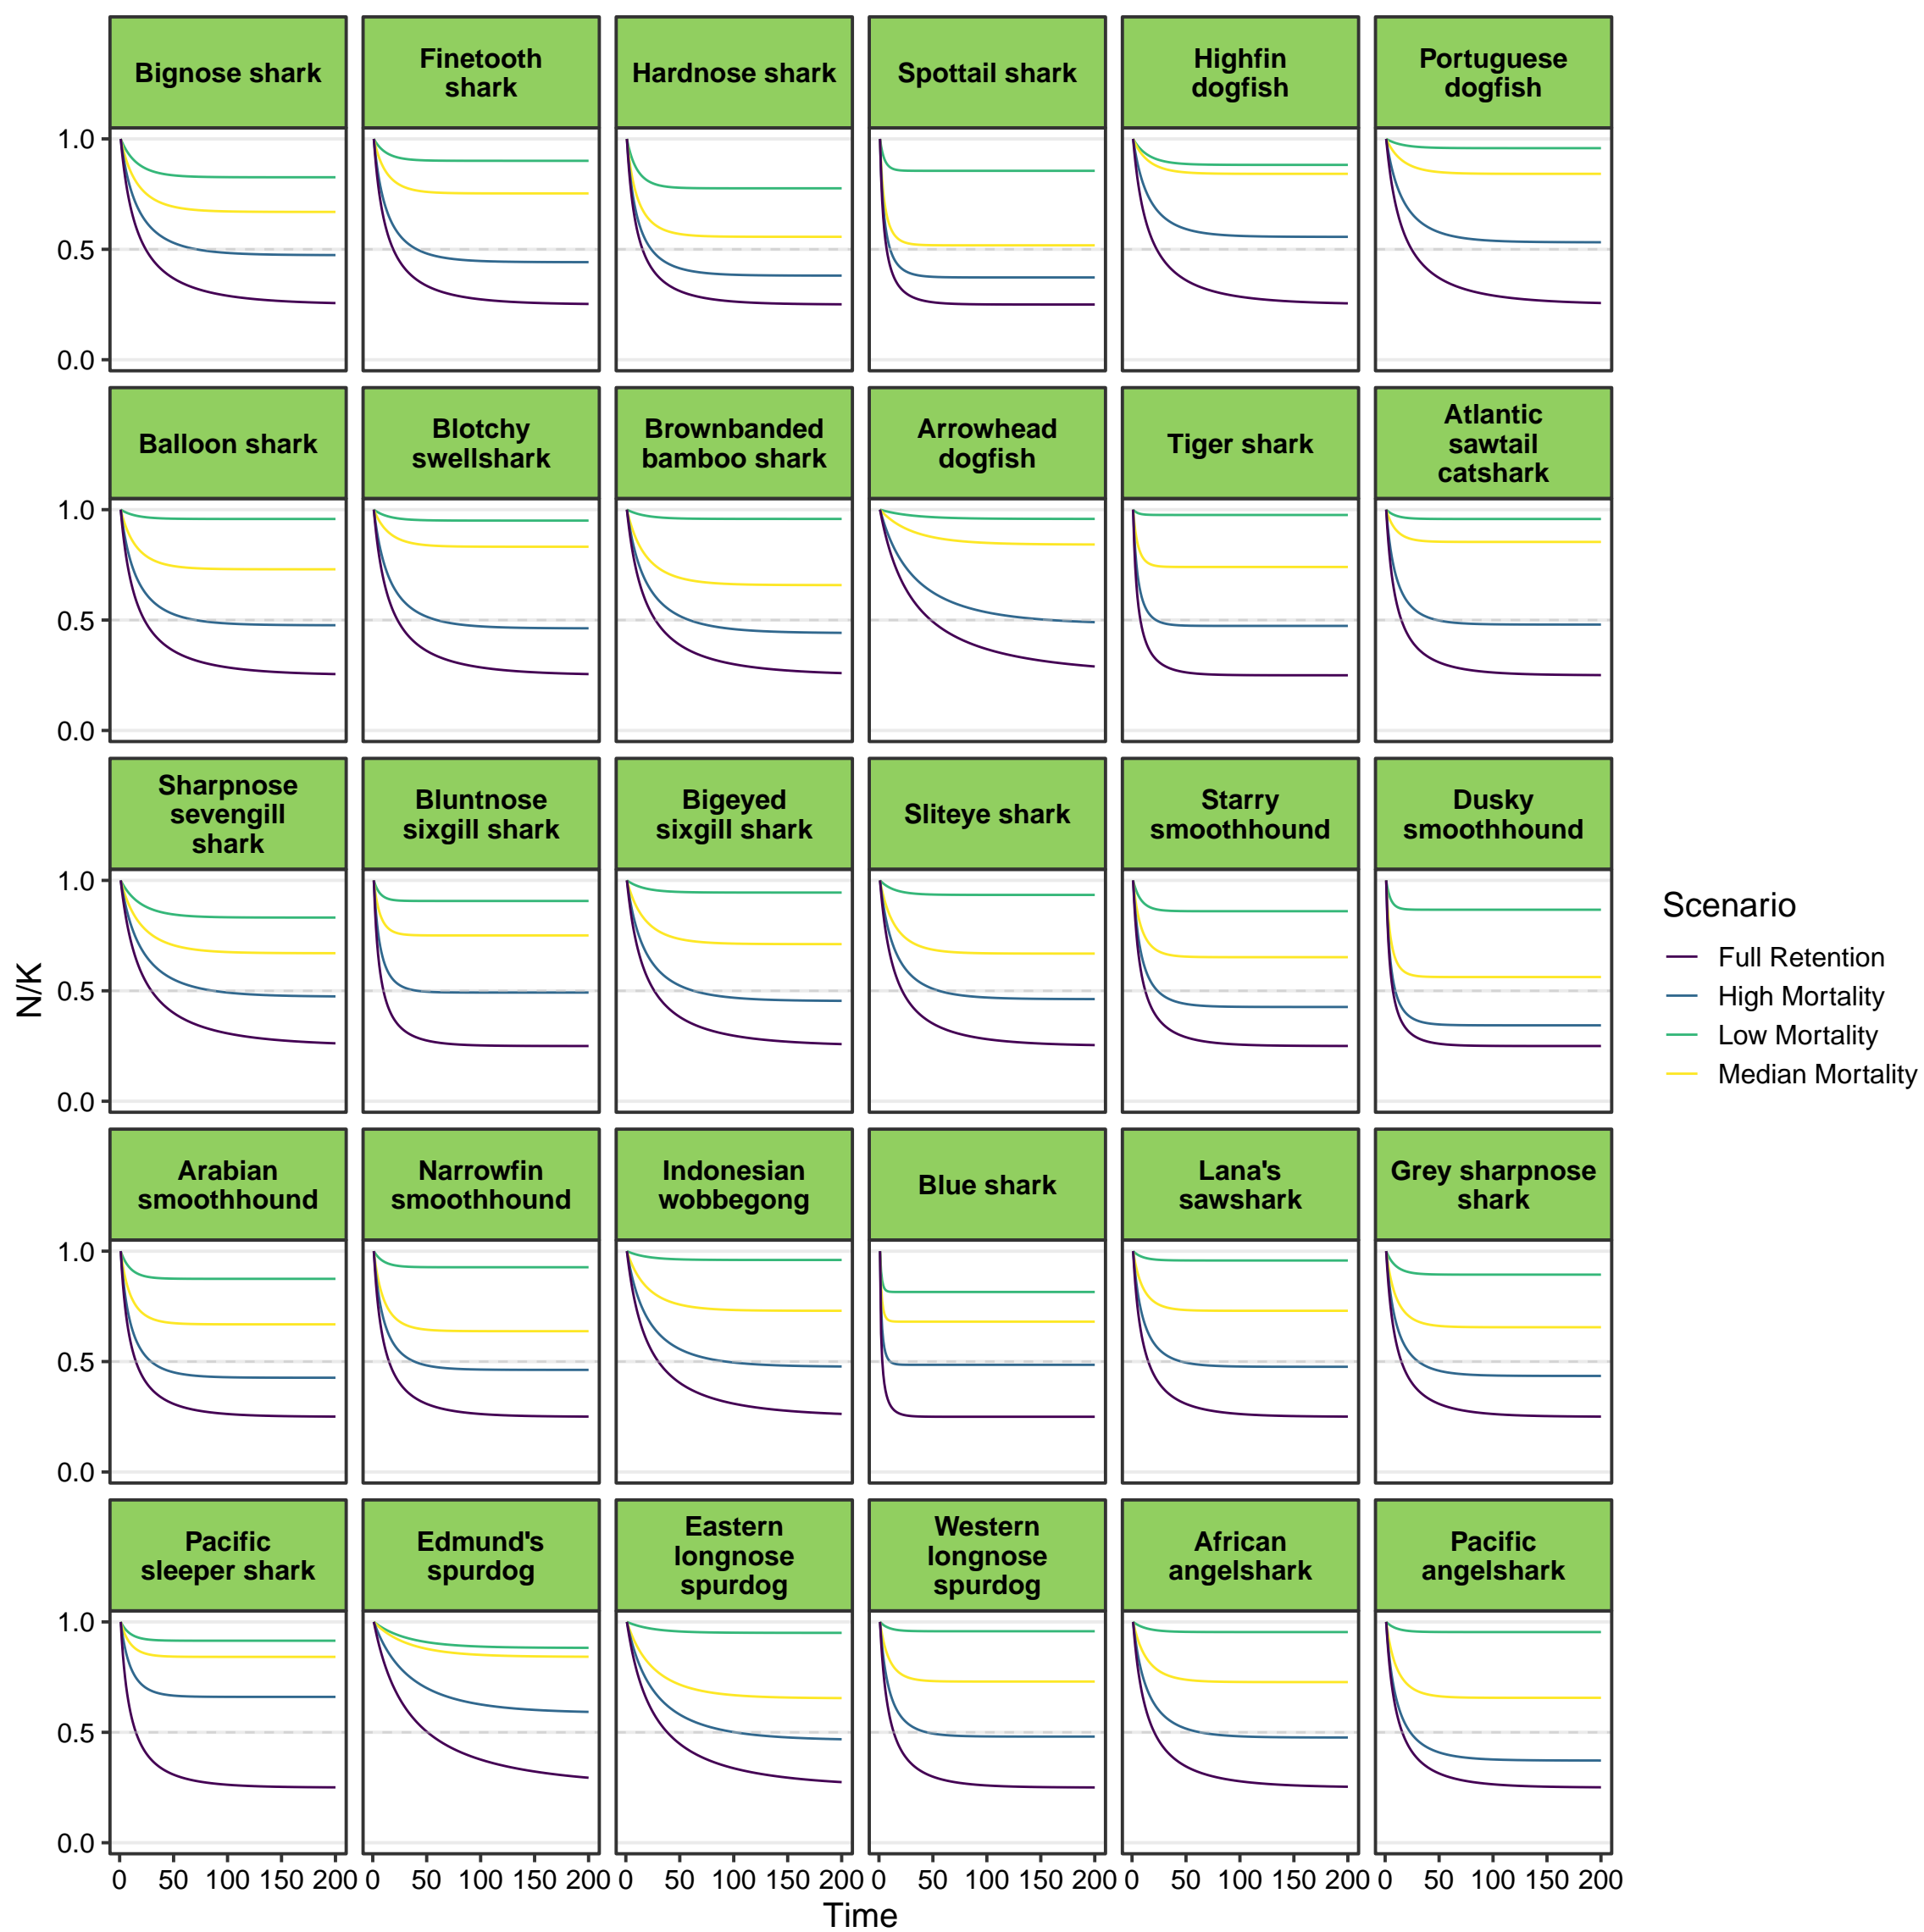 Bignose shark
Finetooth
shark
Hardnose shark
Spottail shark
Highfin
dogfish
Portuguese
dogfish
1.0
0.5
0.0
Balloon shark
Blotchy
swellshark
Brownbanded
bamboo shark
Arrowhead
dogfish
Tiger shark
Atlantic
sawtail
catshark
1.0
0.5
0.0
Sharpnose
sevengill
shark
Bluntnose
sixgill shark
Bigeyed
sixgill shark
Sliteye shark
Starry
smoothhound
Dusky
smoothhound
1.0
0.5
0.0
Arabian
smoothhound
Narrowfin
smoothhound
Indonesian
wobbegong
Blue shark
Lana's
sawshark
Grey sharpnose
shark
1.0
0.5
0.0
Pacific
sleeper shark
Edmund's
spurdog
Eastern
longnose
spurdog
Western
longnose
spurdog
African
angelshark
Pacific
angelshark
1.0
0.5
0.0
0 50 100 150 200
0 50 100 150 200
0 50 100 150 200
0 50 100 150 200
0 50 100 150 200
0 50 100 150 200
Time
N/K
Scenario
Full Retention
High Mortality
Low Mortality
Median Mortality